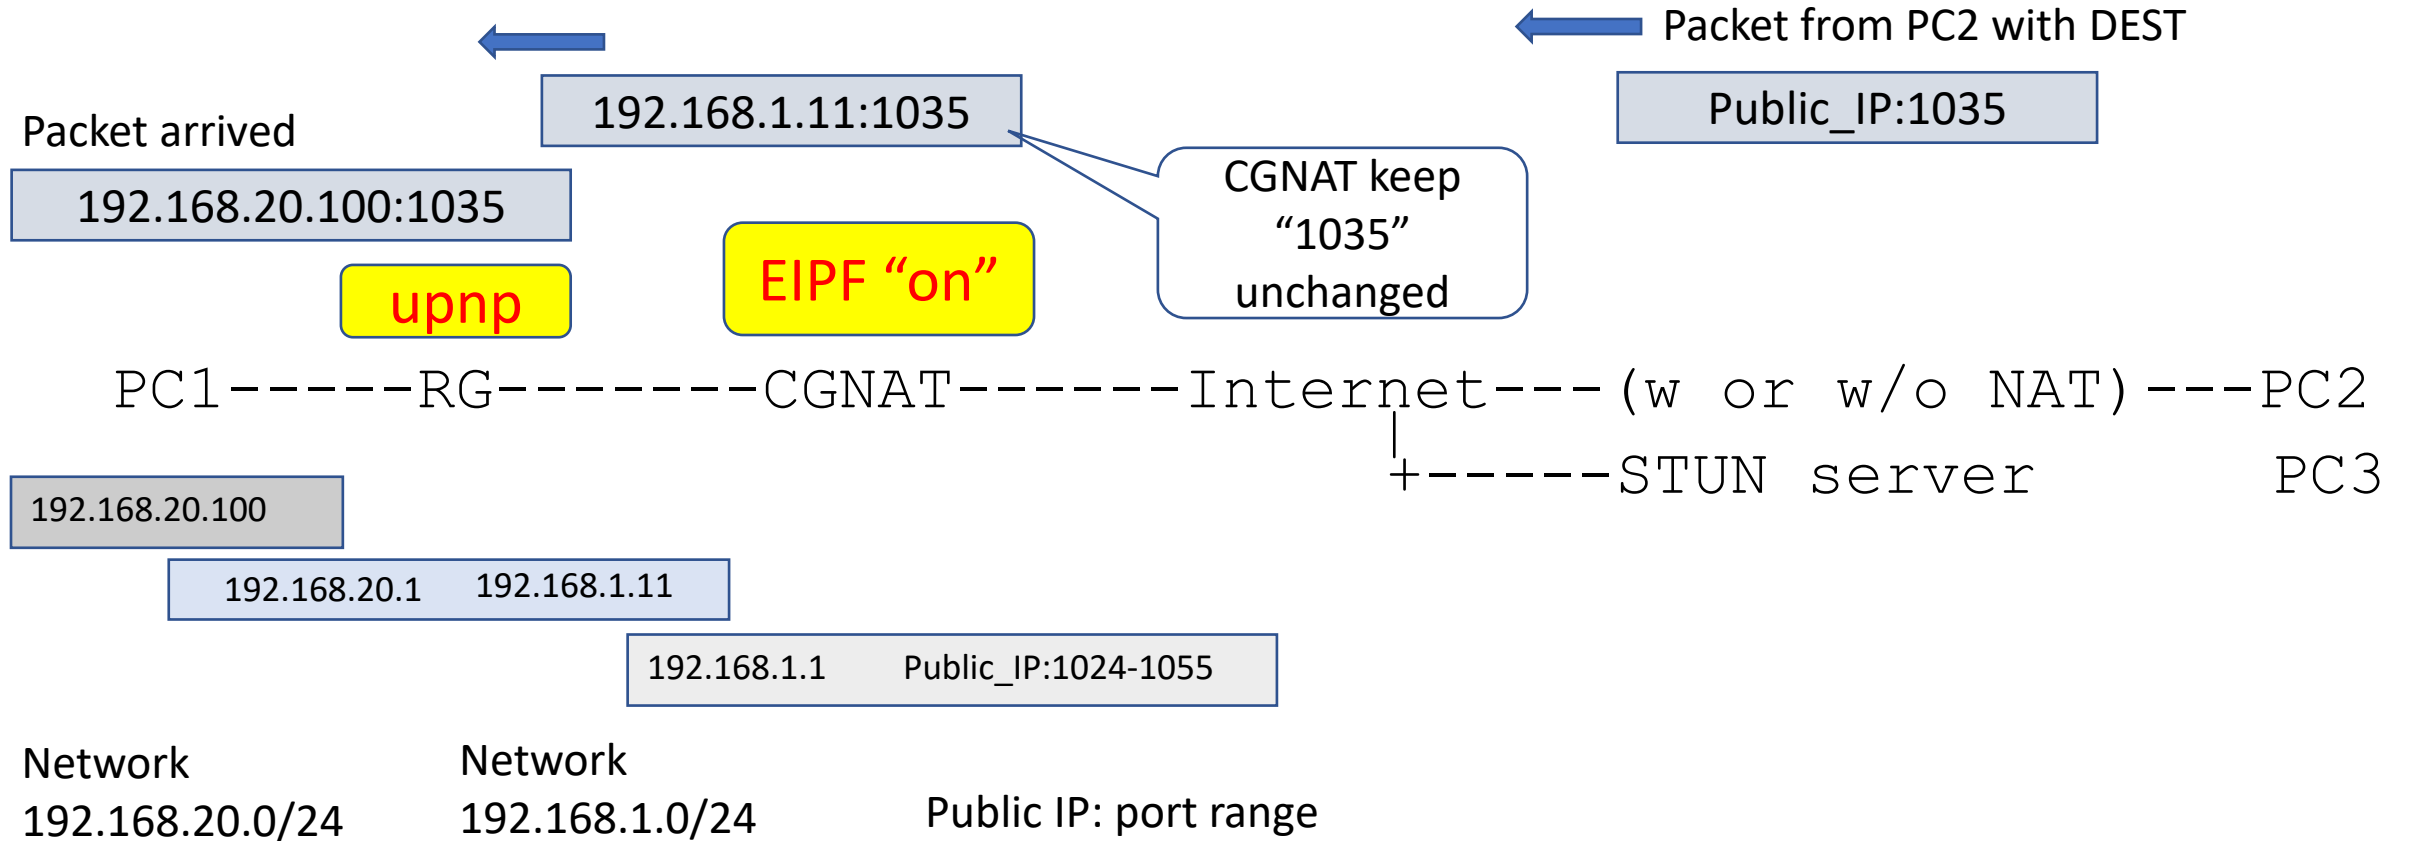 Packet from PC2 with DEST
Public_IP:1035
192.168.1.11:1035
Packet arrived
192.168.20.100:1035
CGNAT keep
“1035”
unchanged
EIPF “on”
upnp
PC1-----RG-------CGNAT------Internet---(w or w/o NAT)---PC2
|
+-----STUN server PC3
192.168.20.100
192.168.20.1 192.168.1.11
192.168.1.1 Public_IP:1024-1055
Network
192.168.20.0/24
Network
192.168.1.0/24
Public IP: port range